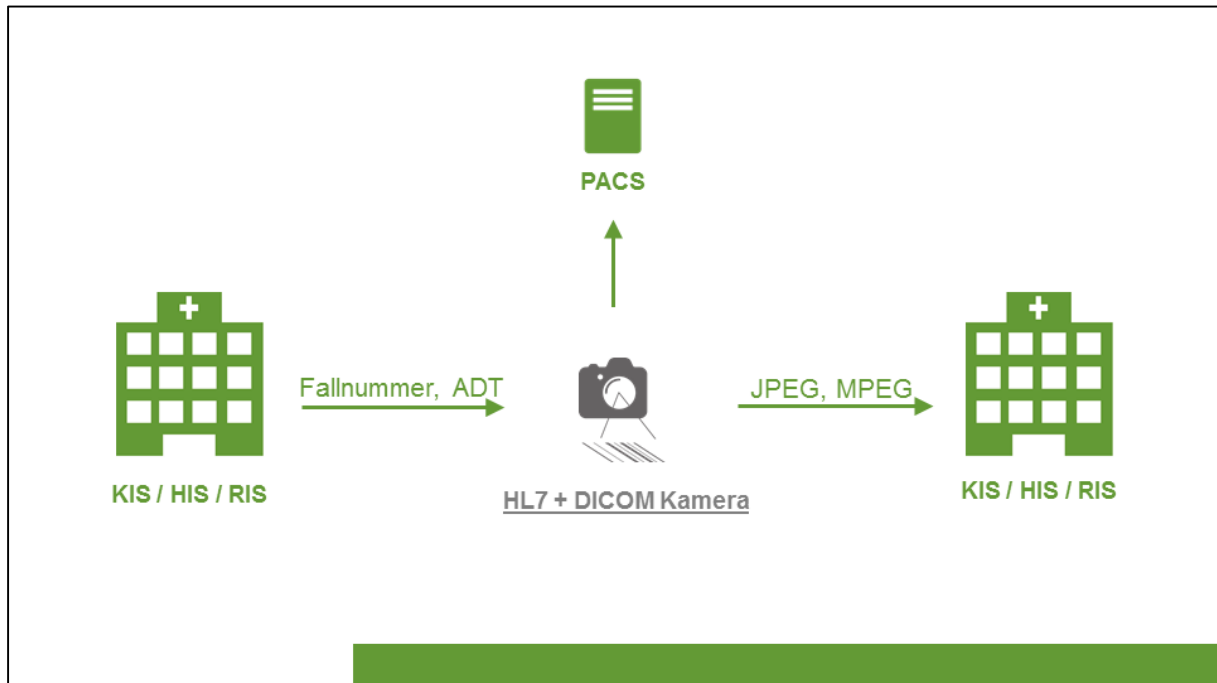 PACS
Fallnummer, ADT
JPEG, MPEG
KIS / HIS / RIS
HL7 + DICOM Kamera
KIS / HIS / RIS